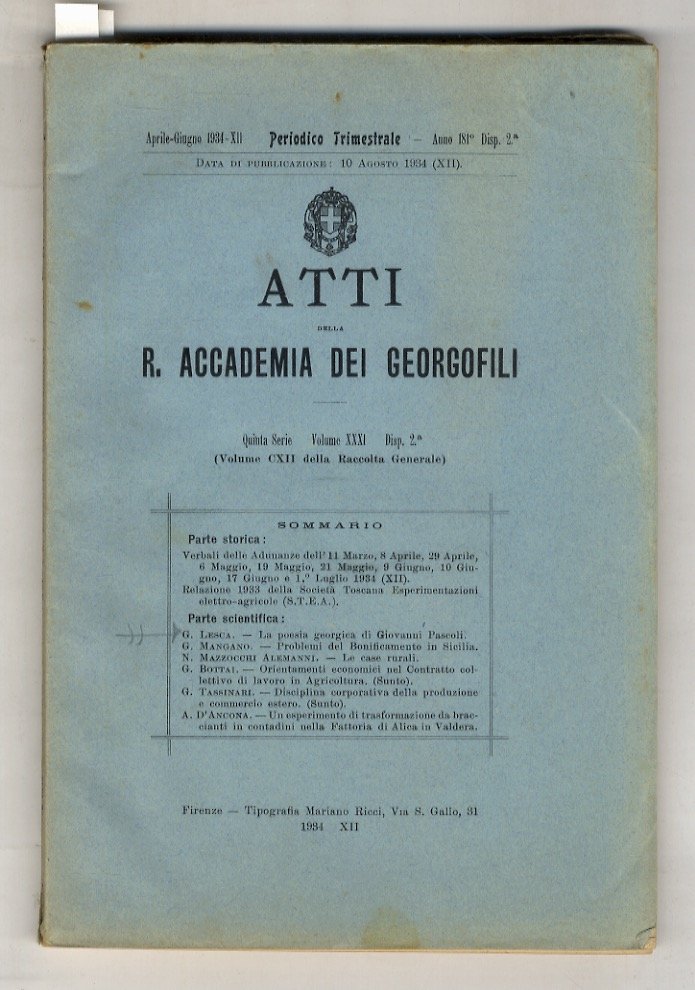 Aprile-Giugno 1934-XII Periodico Trimestrale — Anno 181º Disp. 2.ª
DATA DI PUBBLICAZIONE: 10 AGOSTO 1934 (XII).
ATTI
DELLA
R. ACCADEMIA DEI GEORGOFILI
Quinta Serie Volume XXXI Disp. 2.ª
(Volume CXII della Raccolta Generale)
SOMMARIO
Parte storica:
Verbali delle Adunanze dell' 11 Marzo, 8 Aprile, 29 Aprile,
6 Maggio, 19 Maggio, 21 Maggio, 9 Giugno, 10 Giu-
gno, 17 Giugno e 1.º Luglio 1934 (XII).
Relazione 1933 della Società Toscana Esperimentazioni
elettro-agricole (S.T.E.A.).
Parte scientifica:
G. LESCA. — La poesia georgica di Giovanni Pascoli.
G. MANGANO. — Problemi del Bonificamento in Sicilia.
N. MAZZOCCHI ALEMANNI. — Le case rurali.
G. BOTTAI. — Orientamenti economici nel Contratto col-
lettivo di lavoro in Agricoltura. (Sunto).
G. TASSINARI. — Disciplina corporativa della produzione
e commercio estero. (Sunto).
A. D'ANCONA. — Un esperimento di trasformazione da brac-
cianti in contadini nella Fattoria di Alica in Valdera.
Firenze — Tipografia Mariano Ricci, Via S. Gallo, 31
1934 XII